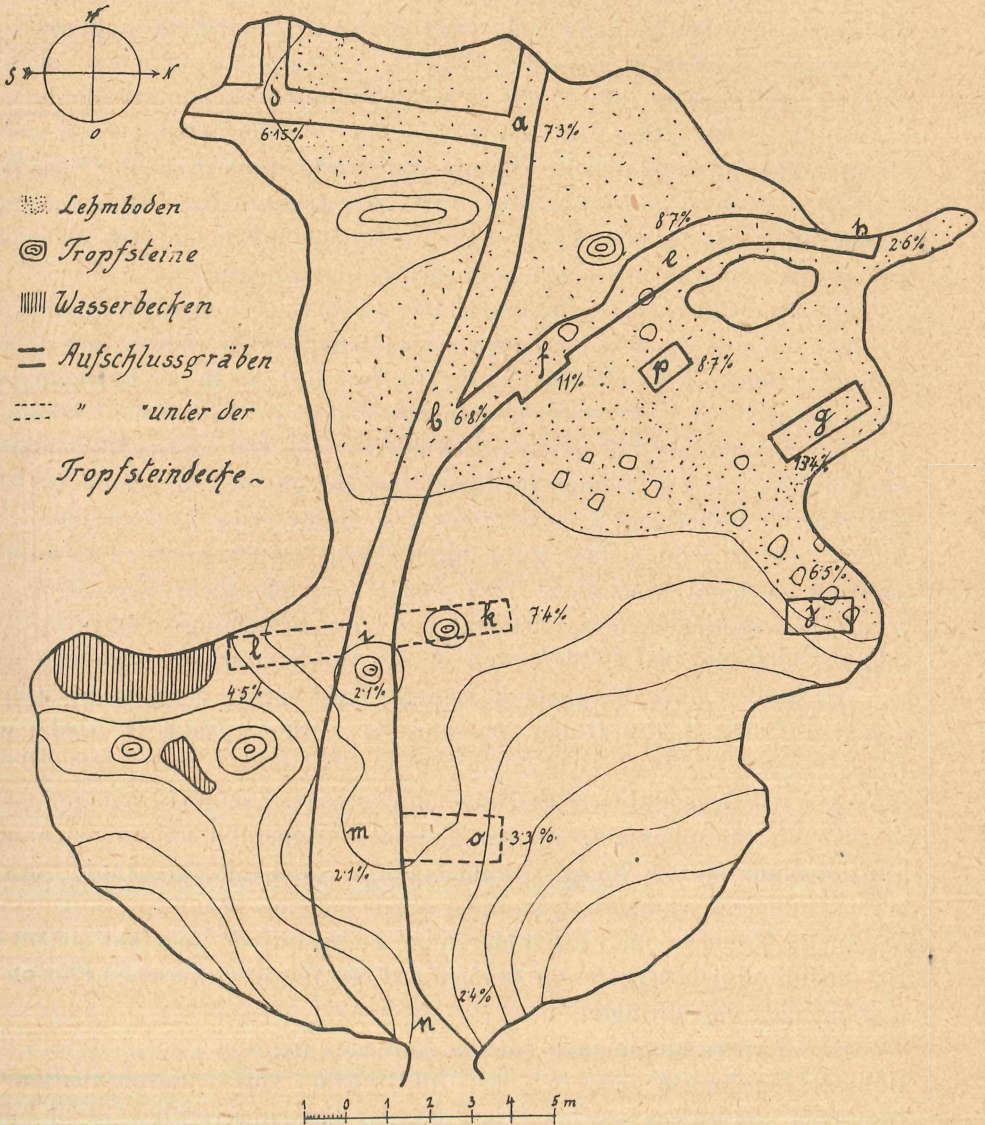 W
S N
O
Lehmboden
Tropfsteine
Wasserbecken
Aufschlussgräben
" " unter der
Tropfsteindecke ~
d
6·15%
a
7·3%
8·7%
e
h
2·6%
f
11%
p
8·7%
b
6·8%
g
13·4%
6·5%
j
l
4·5%
i
2·1%
k
7·4%
m
2·1%
o
3·3%
2·4%
n
1 0 1 2 3 4 5 m